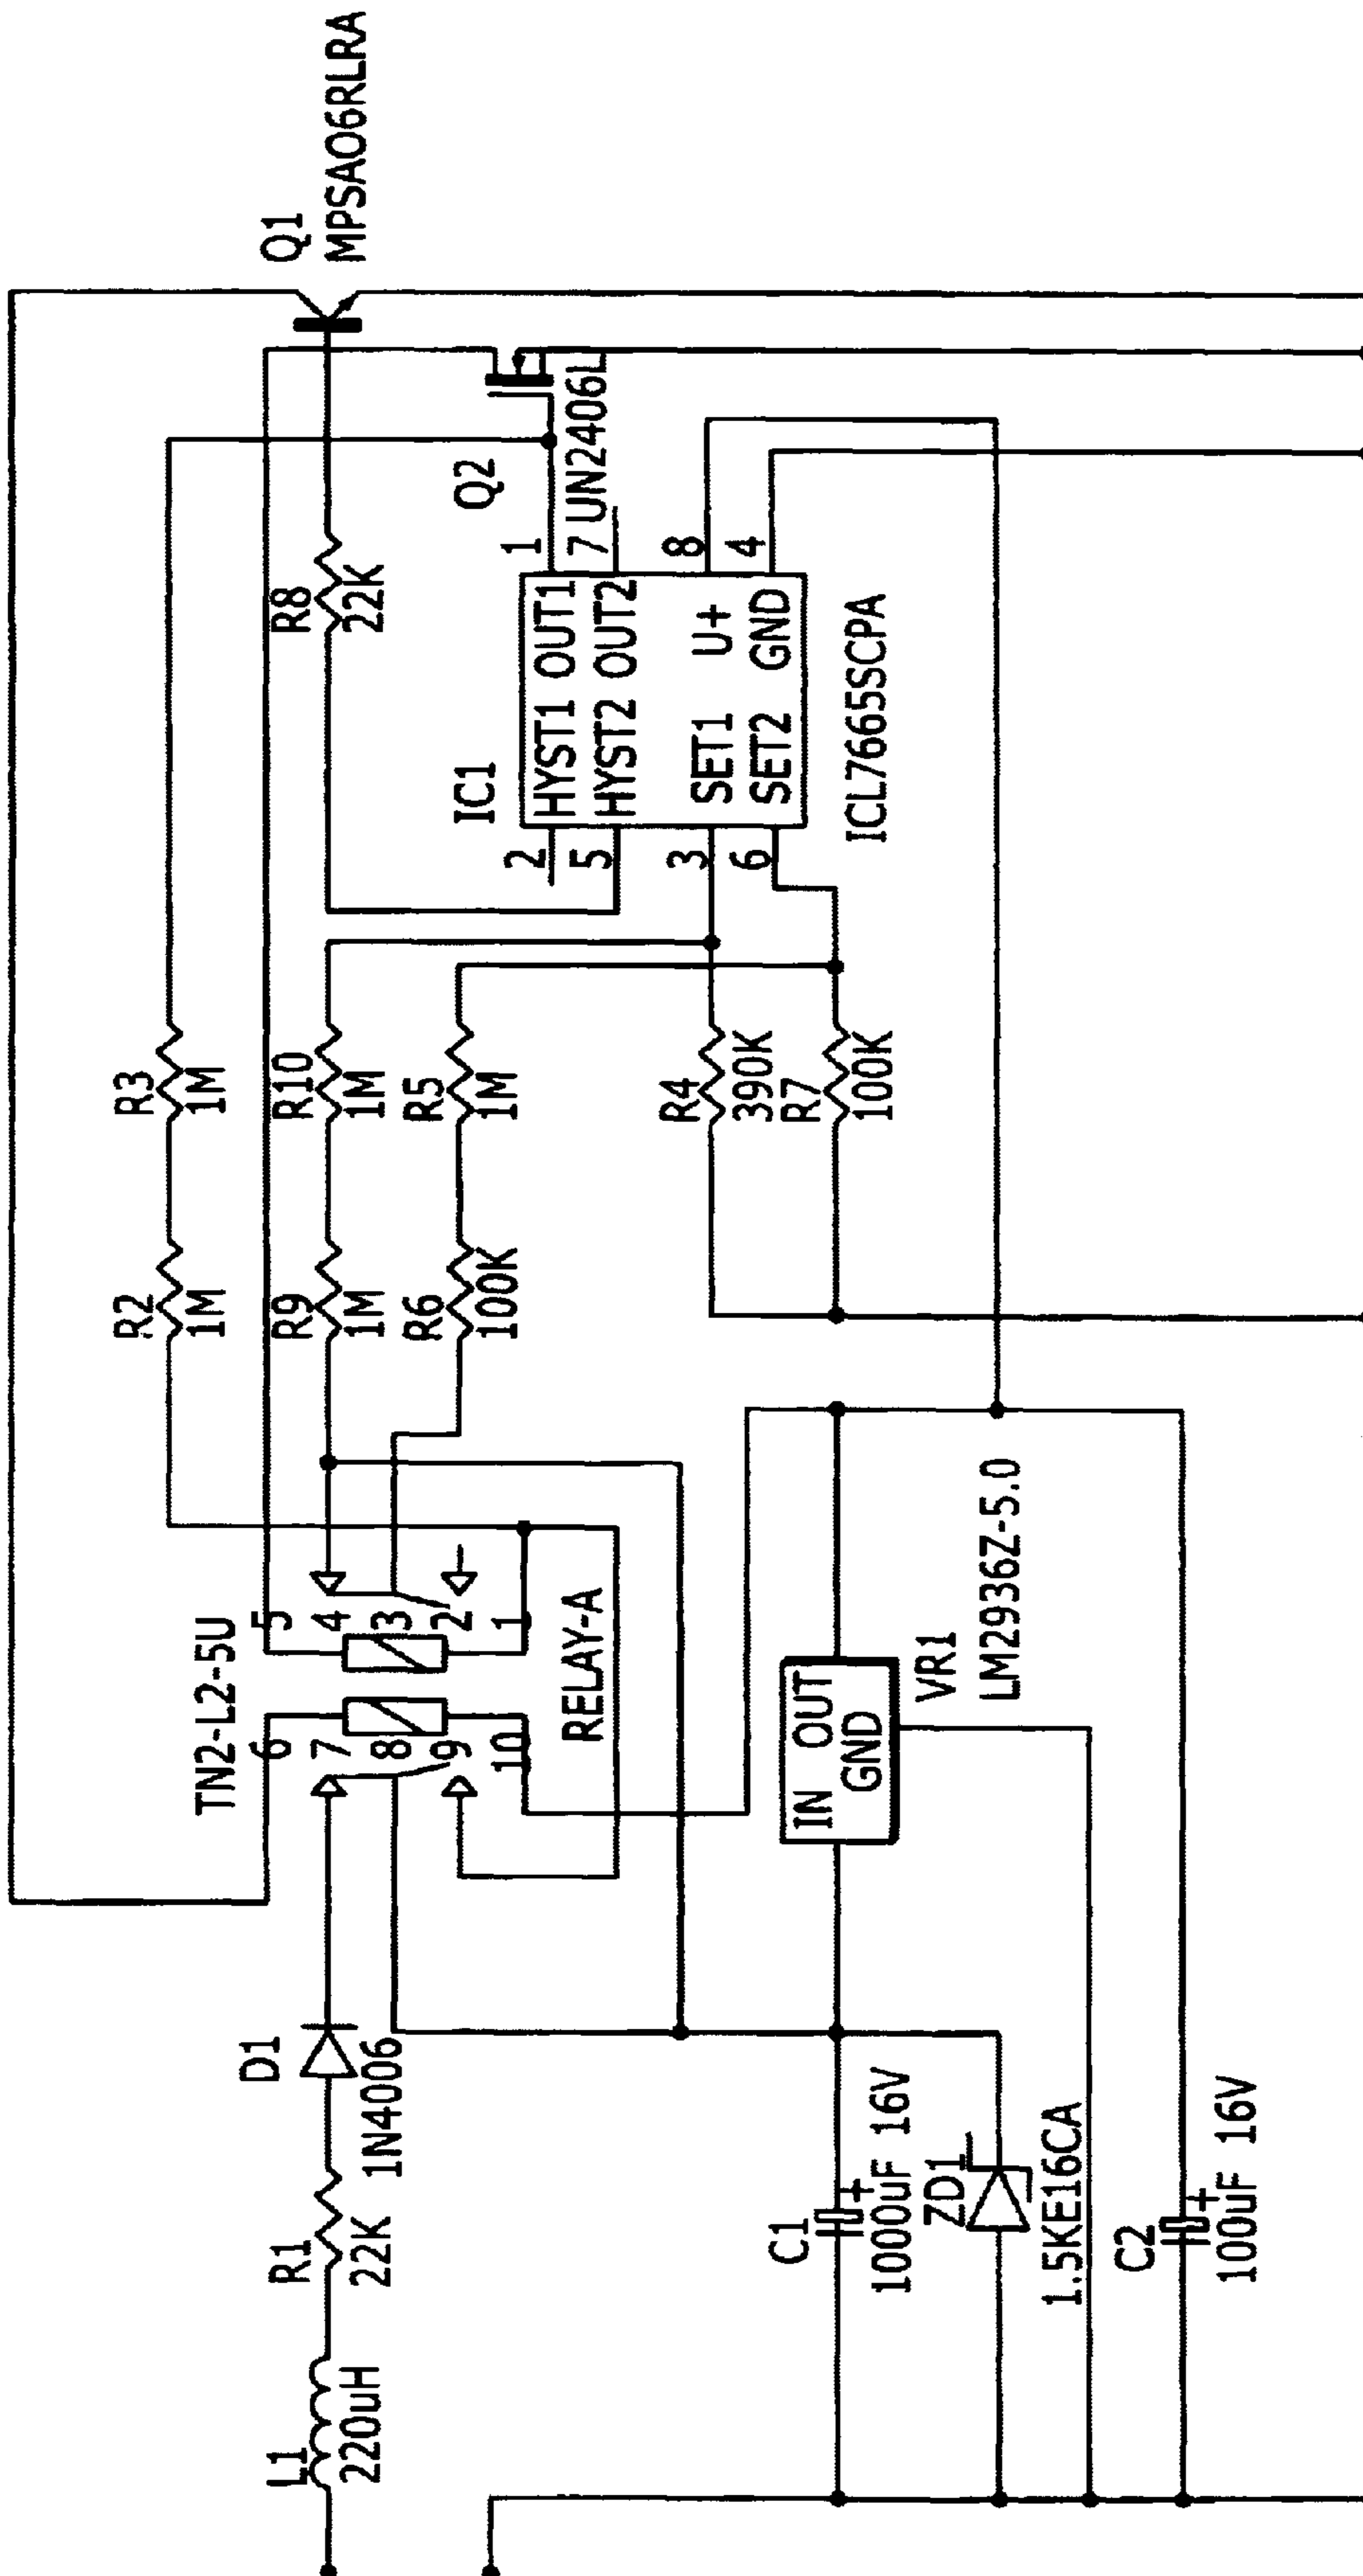 Q1
MPSA06RLRA
R8
22K
Q2
UN2406L
R3
1M
R10
1M
R5
1M
IC1
HYST1 OUT1
HYST2 OUT2
SET1 U+
SET2 GND
1
7
8
4
2
5
3
6
ICL7665SCPA
R4
390K
R7
100K
R2
1M
R9
1M
R6
100K
TN2-L2-5U
5
4
3
2
1
6
7
8
9
10
RELAY-A
IN OUT
GND
VR1
LM2936Z-5.0
D1
1N4006
R1
22K
L1
220uH
C1
+
1000uF 16V
ZD1
1.5KE16CA
C2
+
100uF 16V